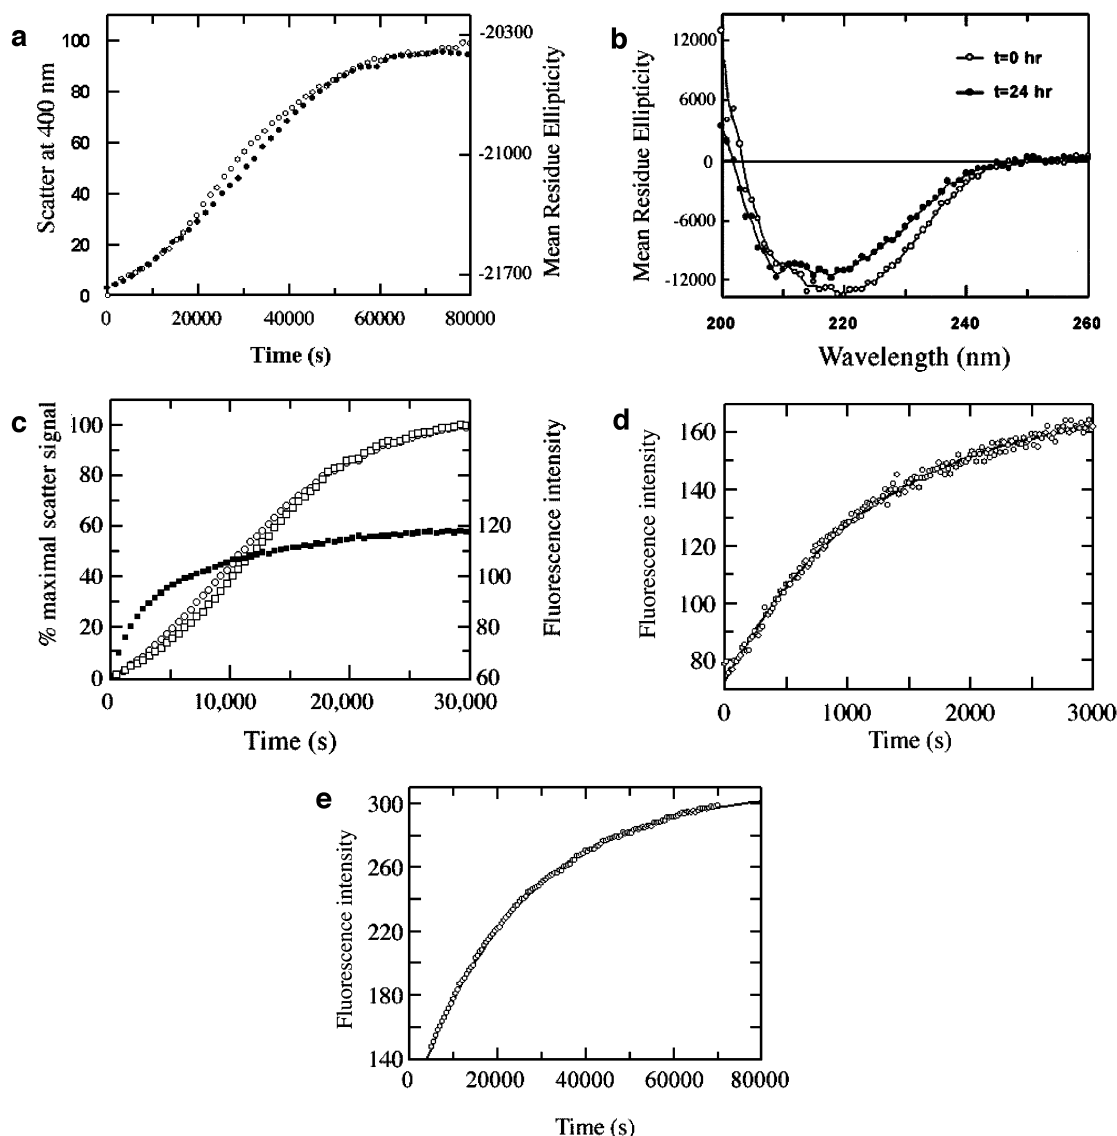 a
100
80
60
40
20
0
Scatter at 400 nm
-20300
-21000
-21700
Mean Residue Ellipticity
0 20000 40000 60000 80000
Time (s)
b
12000
6000
0
-6000
-12000
Mean Residue Ellipticity
t=0 hr
t=24 hr
200 220 240 260
Wavelength (nm)
c
100
80
60
40
20
0
% maximal scatter signal
120
100
80
60
Fluorescence intensity
0 10,000 20,000 30,000
Time (s)
d
160
140
120
100
80
Fluorescence intensity
0 1000 2000 3000
Time (s)
e
300
260
220
180
140
Fluorescence intensity
0 20000 40000 60000 80000
Time (s)